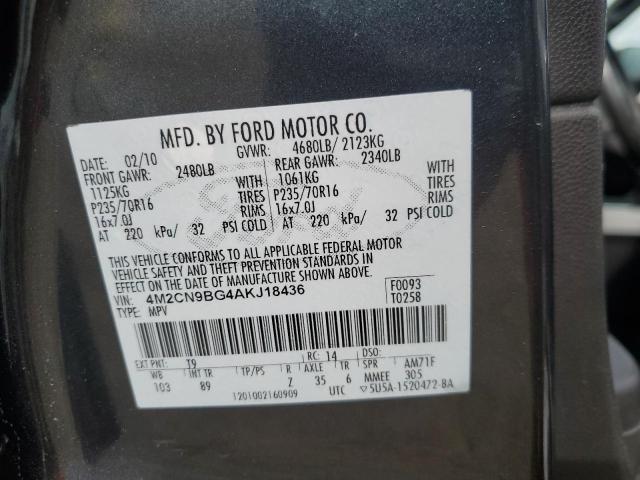 MFD. BY FORD MOTOR CO.
DATE: 02/10 GVWR: 4680LB/ 2123KG
FRONT GAWR: 2480LB REAR GAWR: 2340LB
1125KG WITH 1061KG WITH
P235/70R16 TIRES P235/70R16 TIRES
16x7.0J RIMS 16x7.0J RIMS
AT 220 kPa/ 32 PSI COLD AT 220 kPa/ 32 PSI COLD
THIS VEHICLE CONFORMS TO ALL APPLICABLE FEDERAL MOTOR
VEHICLE SAFETY AND THEFT PREVENTION STANDARDS IN
EFFECT ON THE DATE OF MANUFACTURE SHOWN ABOVE.
VIN: 4M2CN9BG4AKJ18436 F0093
TYPE: MPV T0258
EXT PNT: T9 RC: 14 DSO:
WB INT TR TP/PS R AXLE TR SPR AM71F
103 89 Z 35 6 MMEE 305
1201002160909 UTC 5U5A-1520472-BA
Ford